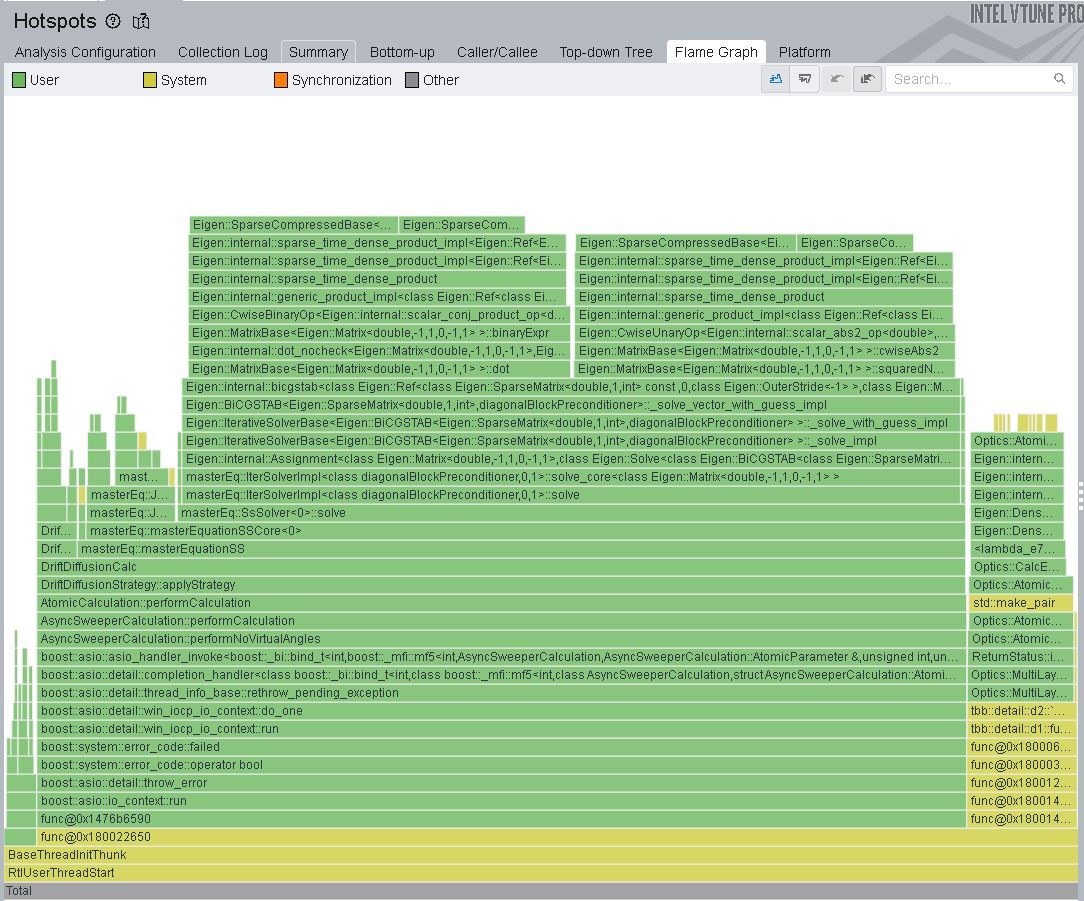 Hotspots
INTEL VTUNE PRO
Analysis Configuration Collection Log Summary Bottom-up Caller/Callee Top-down Tree Flame Graph Platform
User System Synchronization Other Search...
Eigen::SparseCompressedBase<... Eigen::SparseCom...
Eigen::internal::sparse_time_dense_product_impl<Eigen::Ref<E... Eigen::SparseCompressedBase<Ei... Eigen::SparseCo...
Eigen::internal::sparse_time_dense_product_impl<Eigen::Ref<Ei... Eigen::internal::sparse_time_dense_product_impl<Eigen::Ref<Ei...
Eigen::internal::sparse_time_dense_product Eigen::internal::sparse_time_dense_product_impl<Eigen::Ref<Ei...
Eigen::internal::generic_product_impl<class Eigen::Ref<class Ei... Eigen::internal::sparse_time_dense_product
Eigen::CwiseBinaryOp<Eigen::internal::scalar_conj_product_op<d... Eigen::internal::generic_product_impl<class Eigen::Ref<class Ei...
Eigen::MatrixBase<Eigen::Matrix<double,-1,1,0,-1,1> >::binaryExpr Eigen::CwiseUnaryOp<Eigen::internal::scalar_abs2_op<double>,...
Eigen::internal::dot_nocheck<Eigen::Matrix<double,-1,1,0,-1,1>,Eig... Eigen::MatrixBase<Eigen::Matrix<double,-1,1,0,-1,1> >::cwiseAbs2
Eigen::MatrixBase<Eigen::Matrix<double,-1,1,0,-1,1> >::dot Eigen::MatrixBase<Eigen::Matrix<double,-1,1,0,-1,1> >::squaredN...
Eigen::internal::bicgstab<class Eigen::Ref<class Eigen::SparseMatrix<double,1,int> const ,0,class Eigen::OuterStride<-1> >,class Eigen::M...
Eigen::BiCGSTAB<Eigen::SparseMatrix<double,1,int>,diagonalBlockPreconditioner>::_solve_vector_with_guess_impl
Eigen::IterativeSolverBase<Eigen::BiCGSTAB<Eigen::SparseMatrix<double,1,int>,diagonalBlockPreconditioner> >::_solve_with_guess_impl
Eigen::IterativeSolverBase<Eigen::BiCGSTAB<Eigen::SparseMatrix<double,1,int>,diagonalBlockPreconditioner> >::_solve_impl Optics::Atomi...
Eigen::internal::Assignment<class Eigen::Matrix<double,-1,1,0,-1,1>,class Eigen::Solve<class Eigen::BiCGSTAB<class Eigen::SparseMatri... Eigen::intern...
mast... masterEq::IterSolverImpl<class diagonalBlockPreconditioner,0,1>::solve_core<class Eigen::Matrix<double,-1,1,0,-1,1> > Eigen::intern...
masterEq::J... masterEq::IterSolverImpl<class diagonalBlockPreconditioner,0,1>::solve Eigen::intern...
masterEq::J... masterEq::SsSolver<0>::solve Eigen::Dens...
Drif... masterEq::masterEquationSSCore<0> Eigen::Dens...
Drif... masterEq::masterEquationSS <lambda_e7...
DriftDiffusionCalc Optics::CalcE...
DriftDiffusionStrategy::applyStrategy Optics::Atomic...
AtomicCalculation::performCalculation std::make_pair
AsyncSweeperCalculation::performCalculation Optics::Atomic...
AsyncSweeperCalculation::performNoVirtualAngles Optics::Atomic...
boost::asio::asio_handler_invoke<boost::_bi::bind_t<int,boost::_mfi::mf5<int,AsyncSweeperCalculation,AsyncSweeperCalculation::AtomicParameter &,unsigned int,un... ReturnStatus::i...
boost::asio::detail::completion_handler<class boost::_bi::bind_t<int,class boost::_mfi::mf5<int,class AsyncSweeperCalculation,struct AsyncSweeperCalculation::Atomi... Optics::MultiLay...
boost::asio::detail::thread_info_base::rethrow_pending_exception Optics::MultiLay...
boost::asio::detail::win_iocp_io_context::do_one tbb::detail::d2::`...
boost::asio::detail::win_iocp_io_context::run tbb::detail::d1::fu...
boost::system::error_code::failed func@0x180006...
boost::system::error_code::operator bool func@0x180003...
boost::asio::detail::throw_error func@0x180012...
boost::asio::io_context::run func@0x180014...
func@0x1476b6590 func@0x180014...
func@0x180022650
BaseThreadInitThunk
RtlUserThreadStart
Total